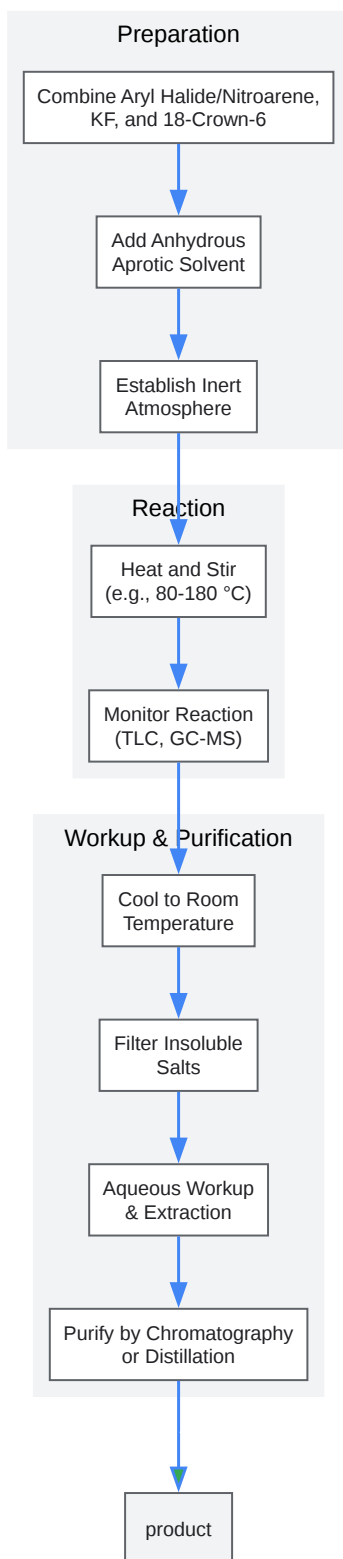 Preparation
Combine Aryl Halide/Nitroarene,
KF, and 18-Crown-6
Add Anhydrous
Aprotic Solvent
Establish Inert
Atmosphere
Reaction
Heat and Stir
(e.g., 80-180 °C)
Monitor Reaction
(TLC, GC-MS)
Workup & Purification
Cool to Room
Temperature
Filter Insoluble
Salts
Aqueous Workup
& Extraction
Purify by Chromatography
or Distillation
product